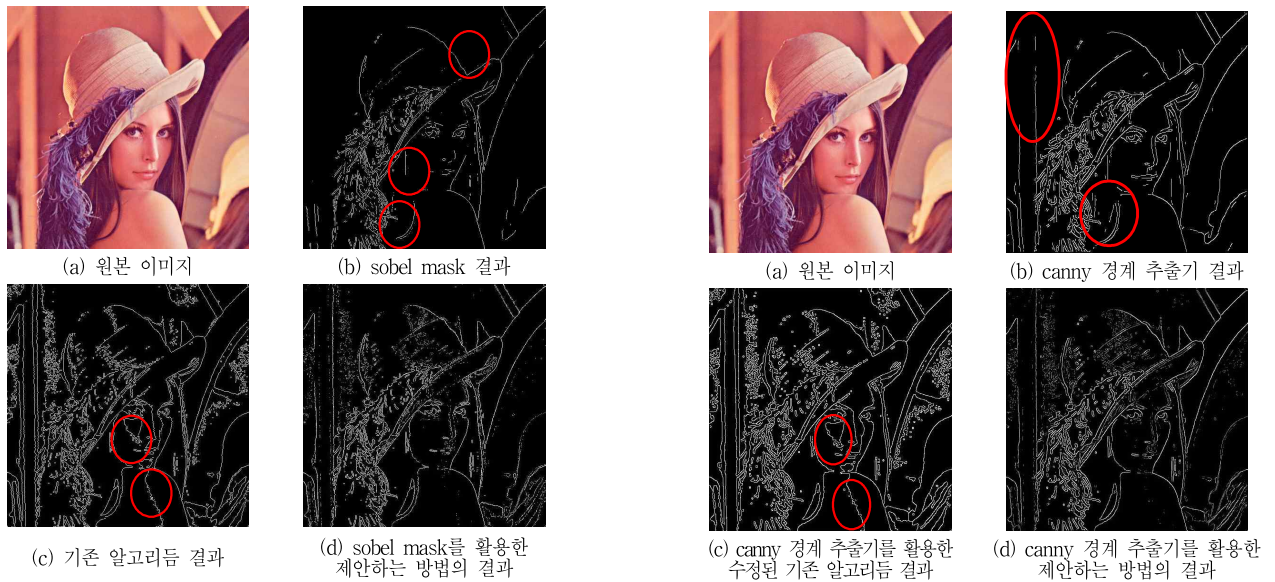 (a) 원본 이미지
(b) sobel mask 결과
(c) 기존 알고리듬 결과
(d) sobel mask를 활용한
제안하는 방법의 결과
(a) 원본 이미지
(b) canny 경계 추출기 결과
(c) canny 경계 추출기를 활용한
수정된 기존 알고리듬 결과
(d) canny 경계 추출기를 활용한
제안하는 방법의 결과